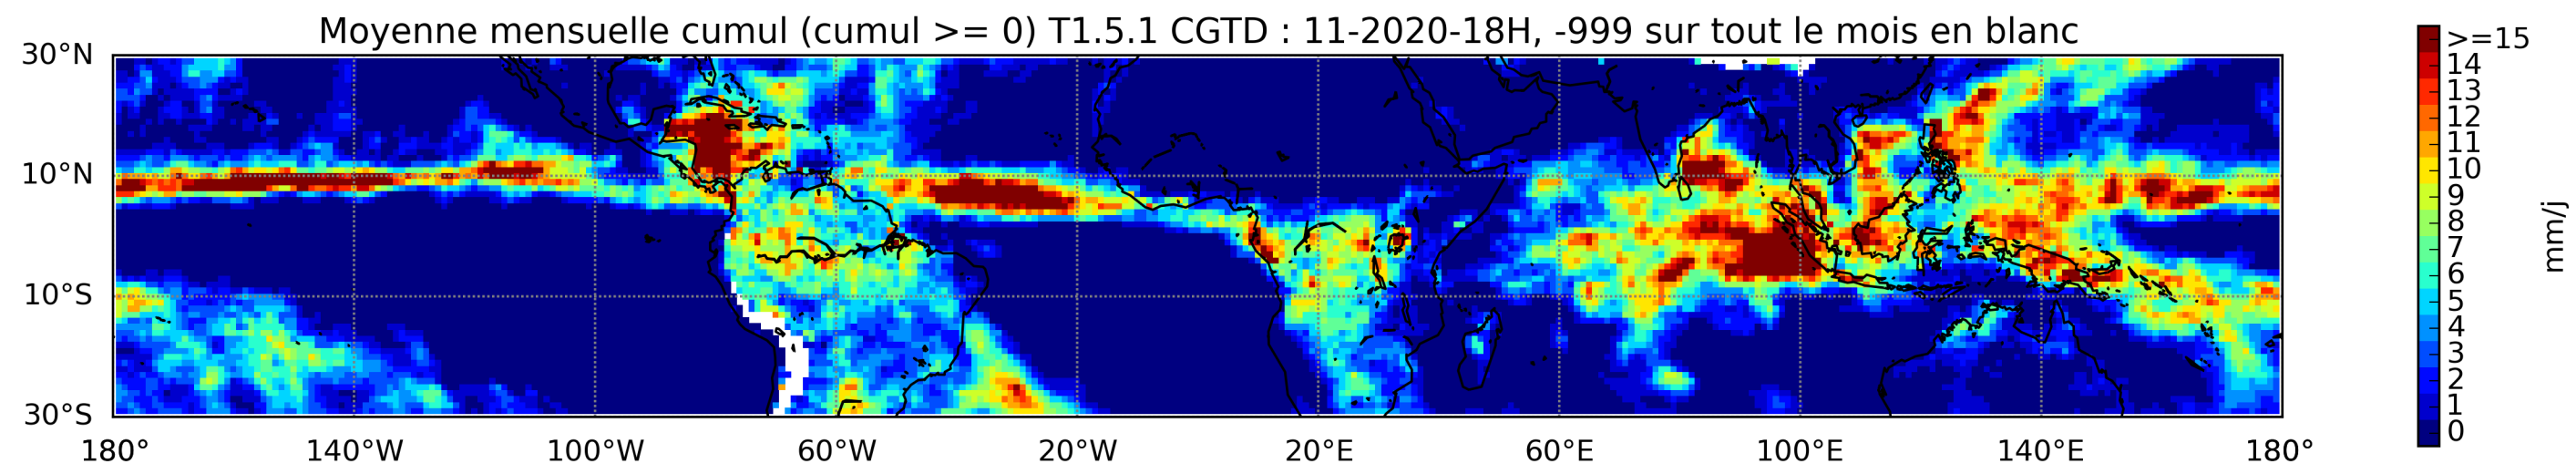 Moyenne mensuelle cumul (cumul >= 0) T1.5.1 CGTD : 11-2020-18H, -999 sur tout le mois en blanc
30°N
10°N
10°S
30°S
180°
140°W
100°W
60°W
20°W
20°E
60°E
100°E
140°E
180°
>=15
14
13
12
11
10
9
8
7
6
5
4
3
2
1
0
mm/j